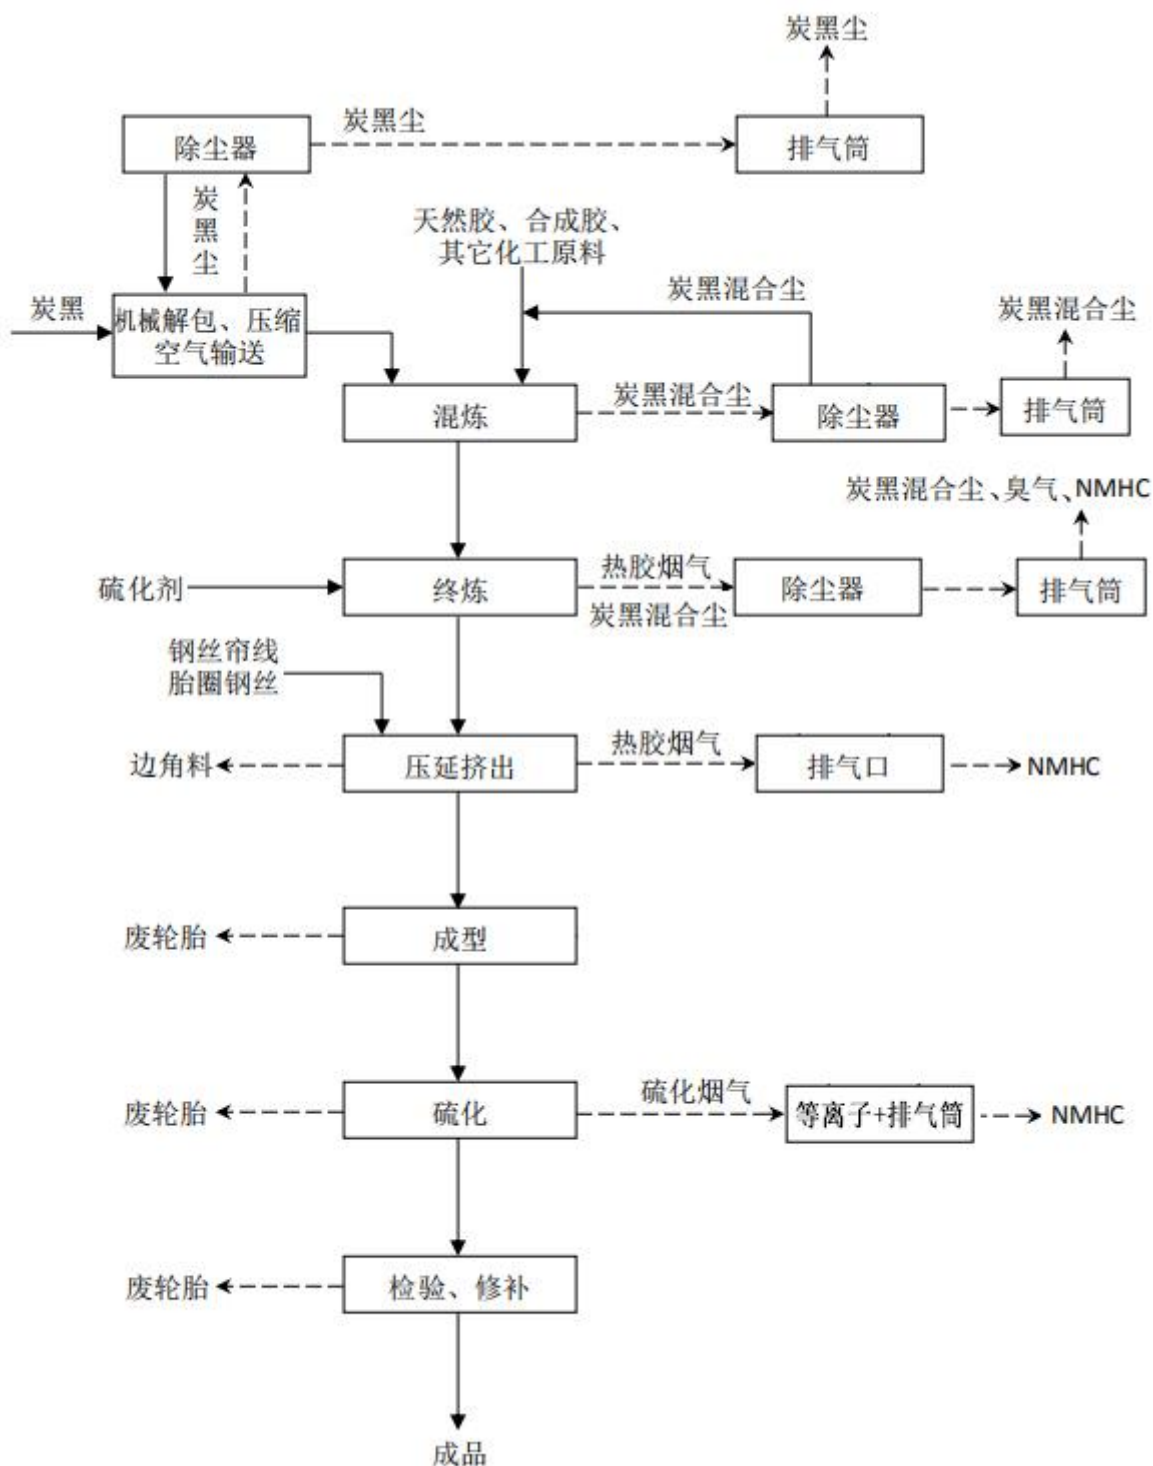 炭黑尘
炭黑尘
除尘器
排气筒
炭黑尘
天然胶、合成胶、
其它化工原料
炭黑混合尘
炭黑混合尘
炭黑
机械解包、压缩
空气输送
混炼
炭黑混合尘
除尘器
排气筒
炭黑混合尘、臭气、NMHC
硫化剂
终炼
热胶烟气
炭黑混合尘
除尘器
排气筒
钢丝帘线
胎圈钢丝
边角料
压延挤出
热胶烟气
排气口
NMHC
废轮胎
成型
废轮胎
硫化
硫化烟气
等离子+排气筒
NMHC
废轮胎
检验、修补
成品